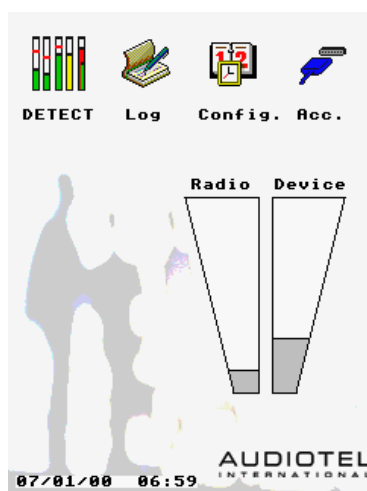 DETECT Log Config. Acc.
Radio Device
AUDIOTEL
INTERNATIONAL
07/01/00 06:59